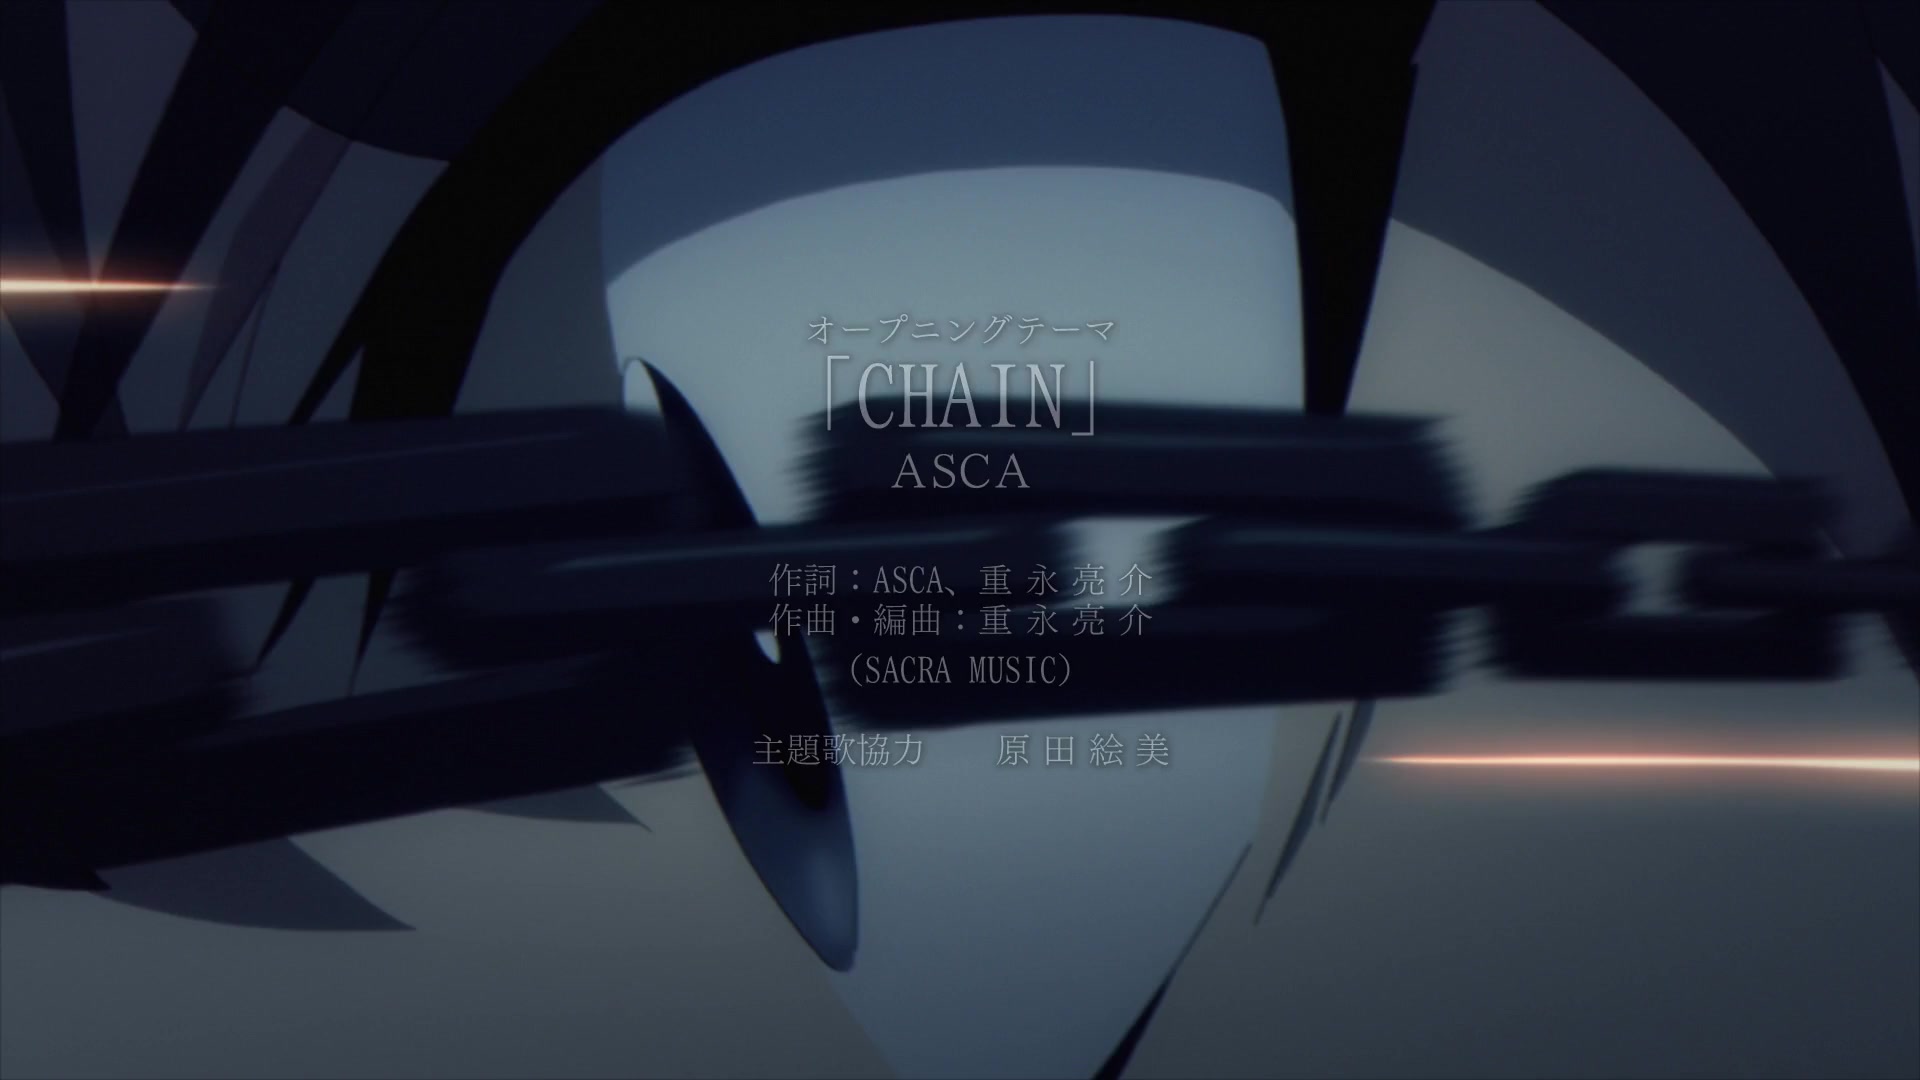 オープニングテーマ
「CHAIN」
ASCA
作詞：ASCA、重永亮介
作曲・編曲：重永亮介
(SACRA MUSIC)
主題歌協力　　原田絵美